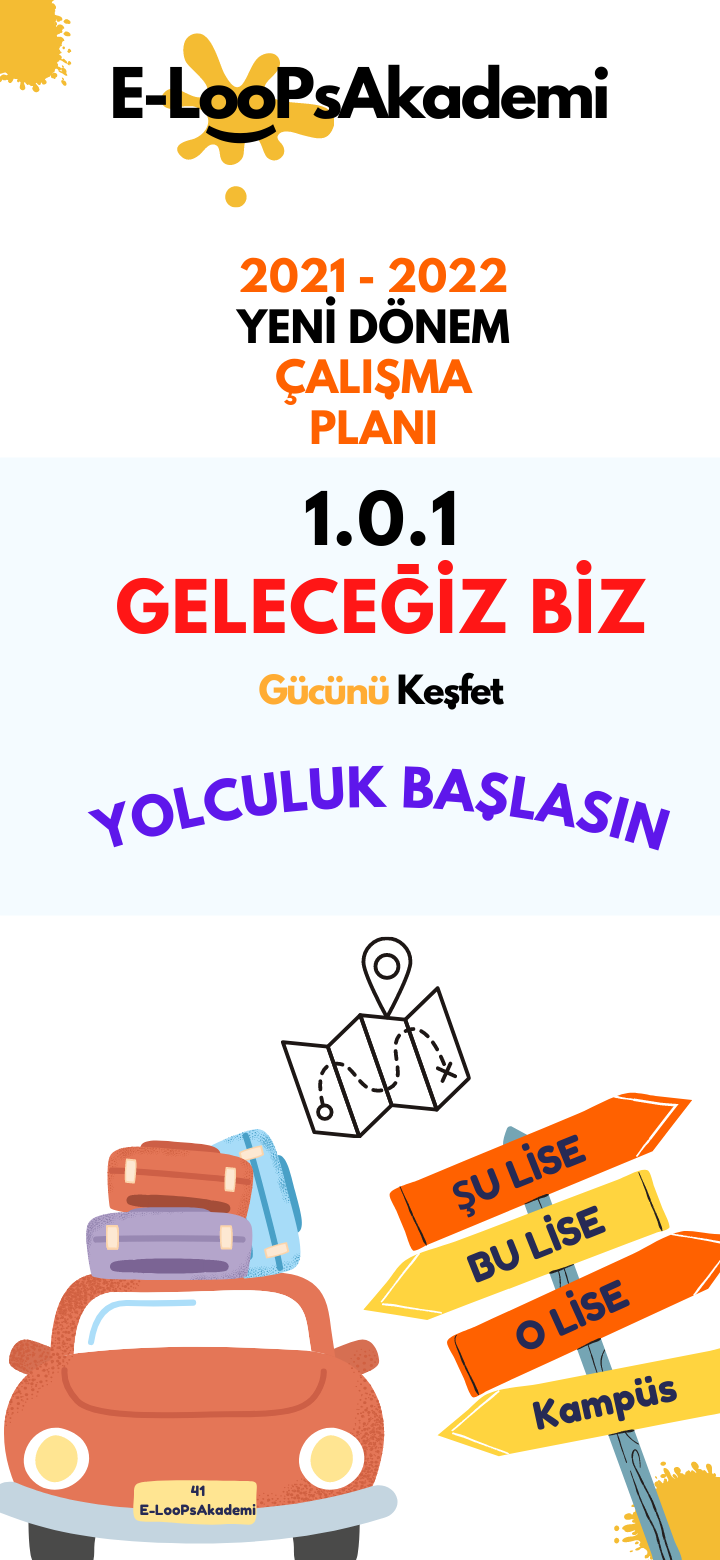 E-LooPsAkademi
2021 - 2022
YENİ DÖNEM
ÇALIŞMA
PLANI
1.0.1
GELECEĞİZ BİZ
Gücünü Keşfet
YOLCULUK BAŞLASIN
ŞU LİSE
BU LİSE
O LİSE
Kampüs
41
E-LooPsAkademi